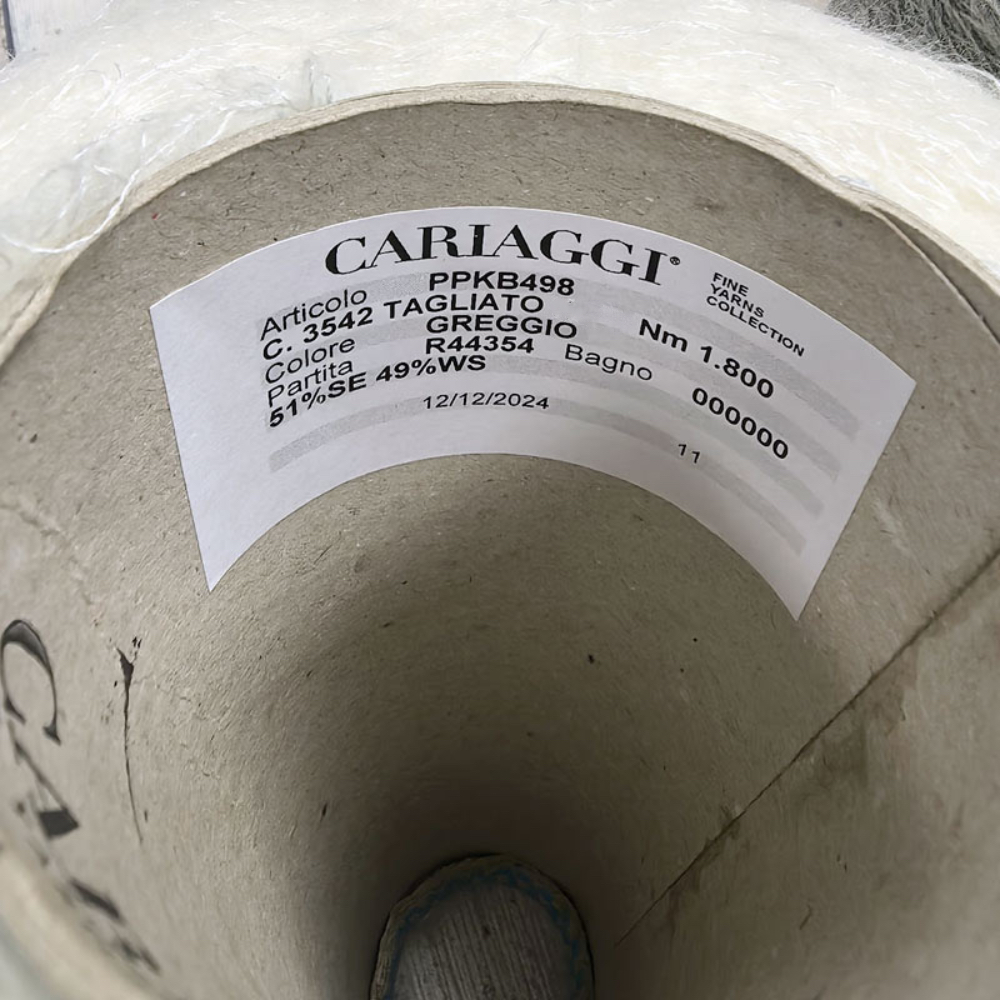 CARIAGGI®
FINE
YARNS
COLLECTION
Articolo PPKB498
C. 3542 TAGLIATO
Colore GREGGIO Nm 1.800
Partita R44354 Bagno 000000
51%SE 49%WS
12/12/2024
11
CA